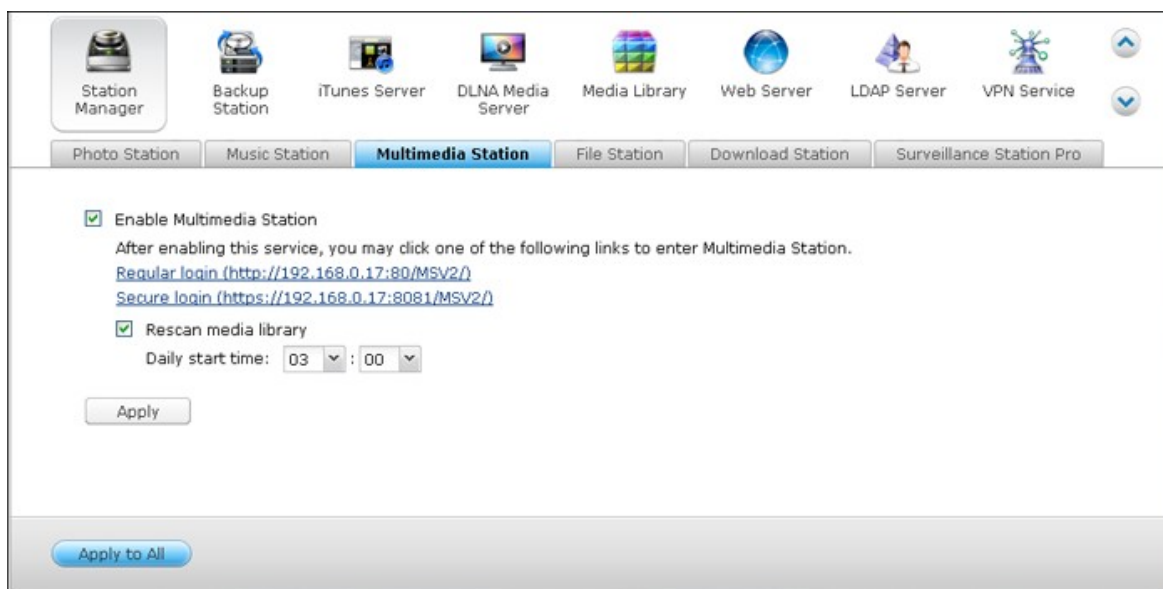 Station Manager
Backup Station
iTunes Server
DLNA Media Server
Media Library
Web Server
LDAP Server
VPN Service
Photo Station
Music Station
Multimedia Station
File Station
Download Station
Surveillance Station Pro
Enable Multimedia Station
After enabling this service, you may click one of the following links to enter Multimedia Station.
Regular login (http://192.168.0.17:80/MSV2/)
Secure login (https://192.168.0.17:8081/MSV2/)
Rescan media library
Daily start time: 03 : 00
Apply
Apply to All